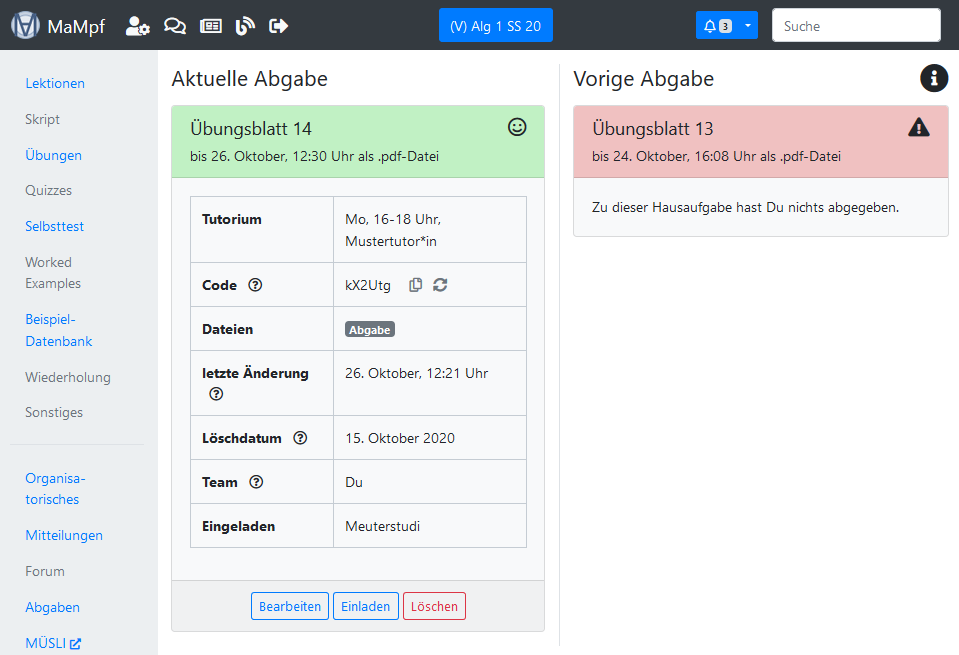 MaMpf
(V) Alg 1 SS 20
3
Suche
Lektionen
Skript
Übungen
Quizzes
Selbsttest
Worked
Examples
Beispiel-
Datenbank
Wiederholung
Sonstiges
Organisa-
torisches
Mitteilungen
Forum
Abgaben
MÜSLI
Aktuelle Abgabe
Übungsblatt 14
bis 26. Oktober, 12:30 Uhr als .pdf-Datei
Tutorium
Mo, 16-18 Uhr,
Mustertutor*in
Code
kX2Utg
Dateien
Abgabe
letzte Änderung
26. Oktober, 12:21 Uhr
Löschdatum
15. Oktober 2020
Team
Du
Eingeladen
Meuterstudi
Bearbeiten
Einladen
Löschen
Vorige Abgabe
Übungsblatt 13
bis 24. Oktober, 16:08 Uhr als .pdf-Datei
Zu dieser Hausaufgabe hast Du nichts abgegeben.